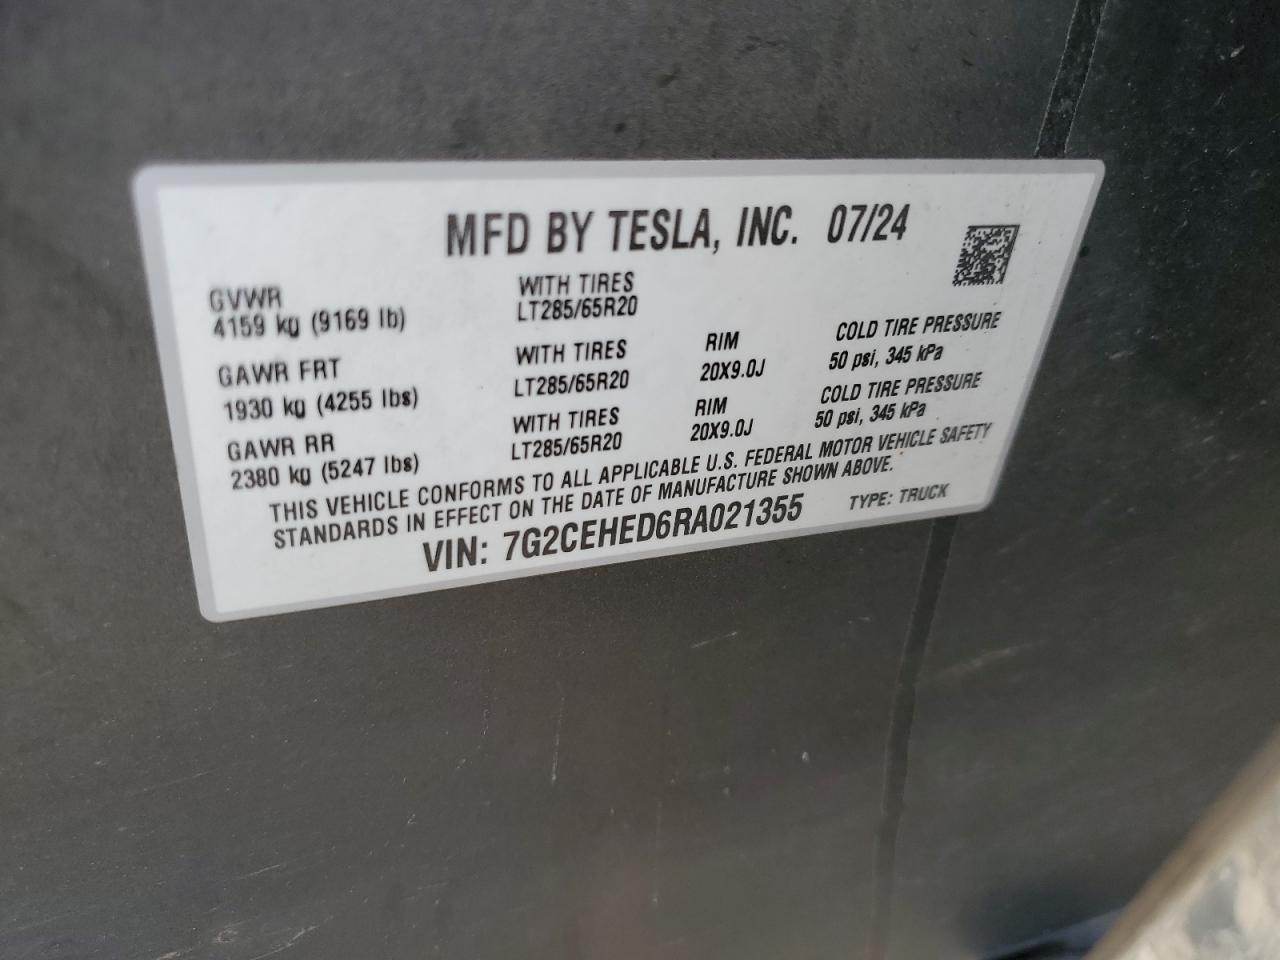 MFD BY TESLA, INC. 07/24
GVWR
4159 kg (9169 lb)
WITH TIRES
LT285/65R20
GAWR FRT
1930 kg (4255 lbs)
WITH TIRES
LT285/65R20
RIM
20X9.0J
COLD TIRE PRESSURE
50 psi, 345 kPa
GAWR RR
2380 kg (5247 lbs)
WITH TIRES
LT285/65R20
RIM
20X9.0J
COLD TIRE PRESSURE
50 psi, 345 kPa
THIS VEHICLE CONFORMS TO ALL APPLICABLE U.S. FEDERAL MOTOR VEHICLE SAFETY
STANDARDS IN EFFECT ON THE DATE OF MANUFACTURE SHOWN ABOVE.
VIN: 7G2CEHED6RA021355
TYPE: TRUCK